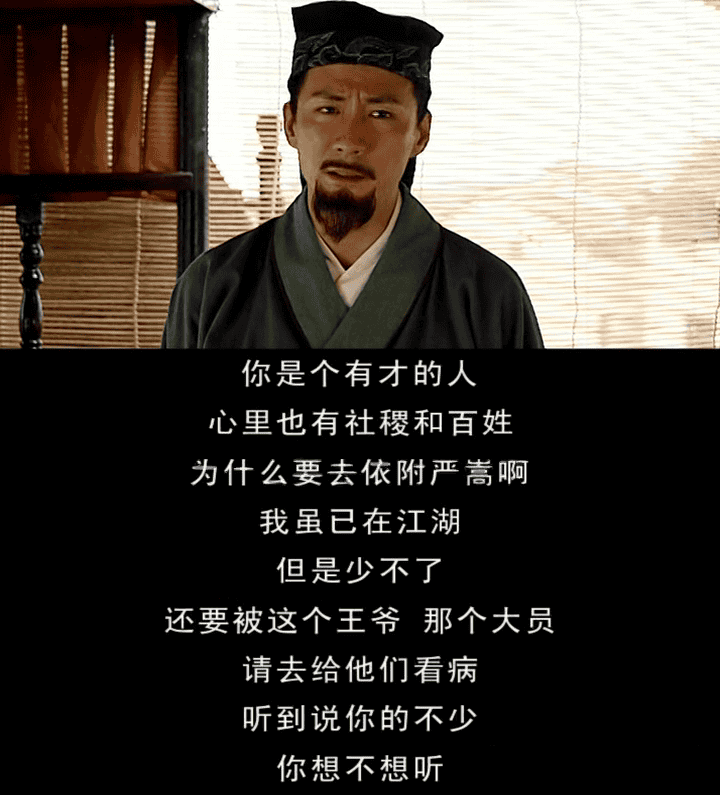 你是个有才的人
心里也有社稷和百姓
为什么要去依附严嵩啊
我虽已在江湖
但是少不了
还要被这个王爷 那个大员
请去给他们看病
听到说你的不少
你想不想听